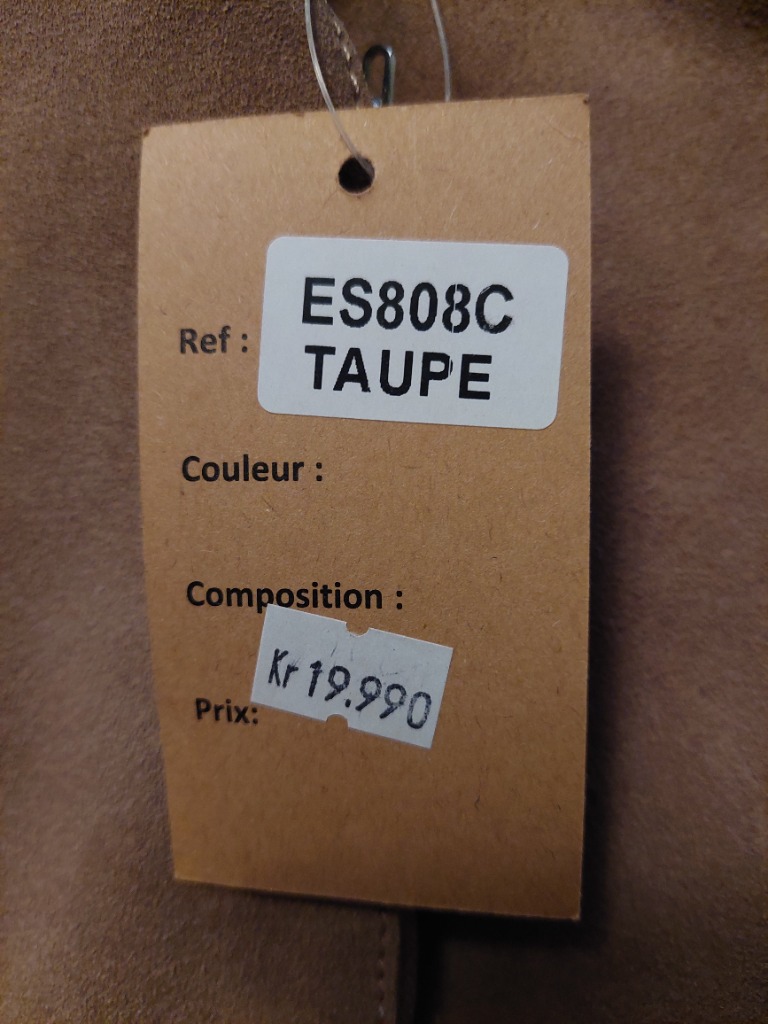 Ref :
ES808C
TAUPE
Couleur :
Composition :
Prix:
Kr 19.990